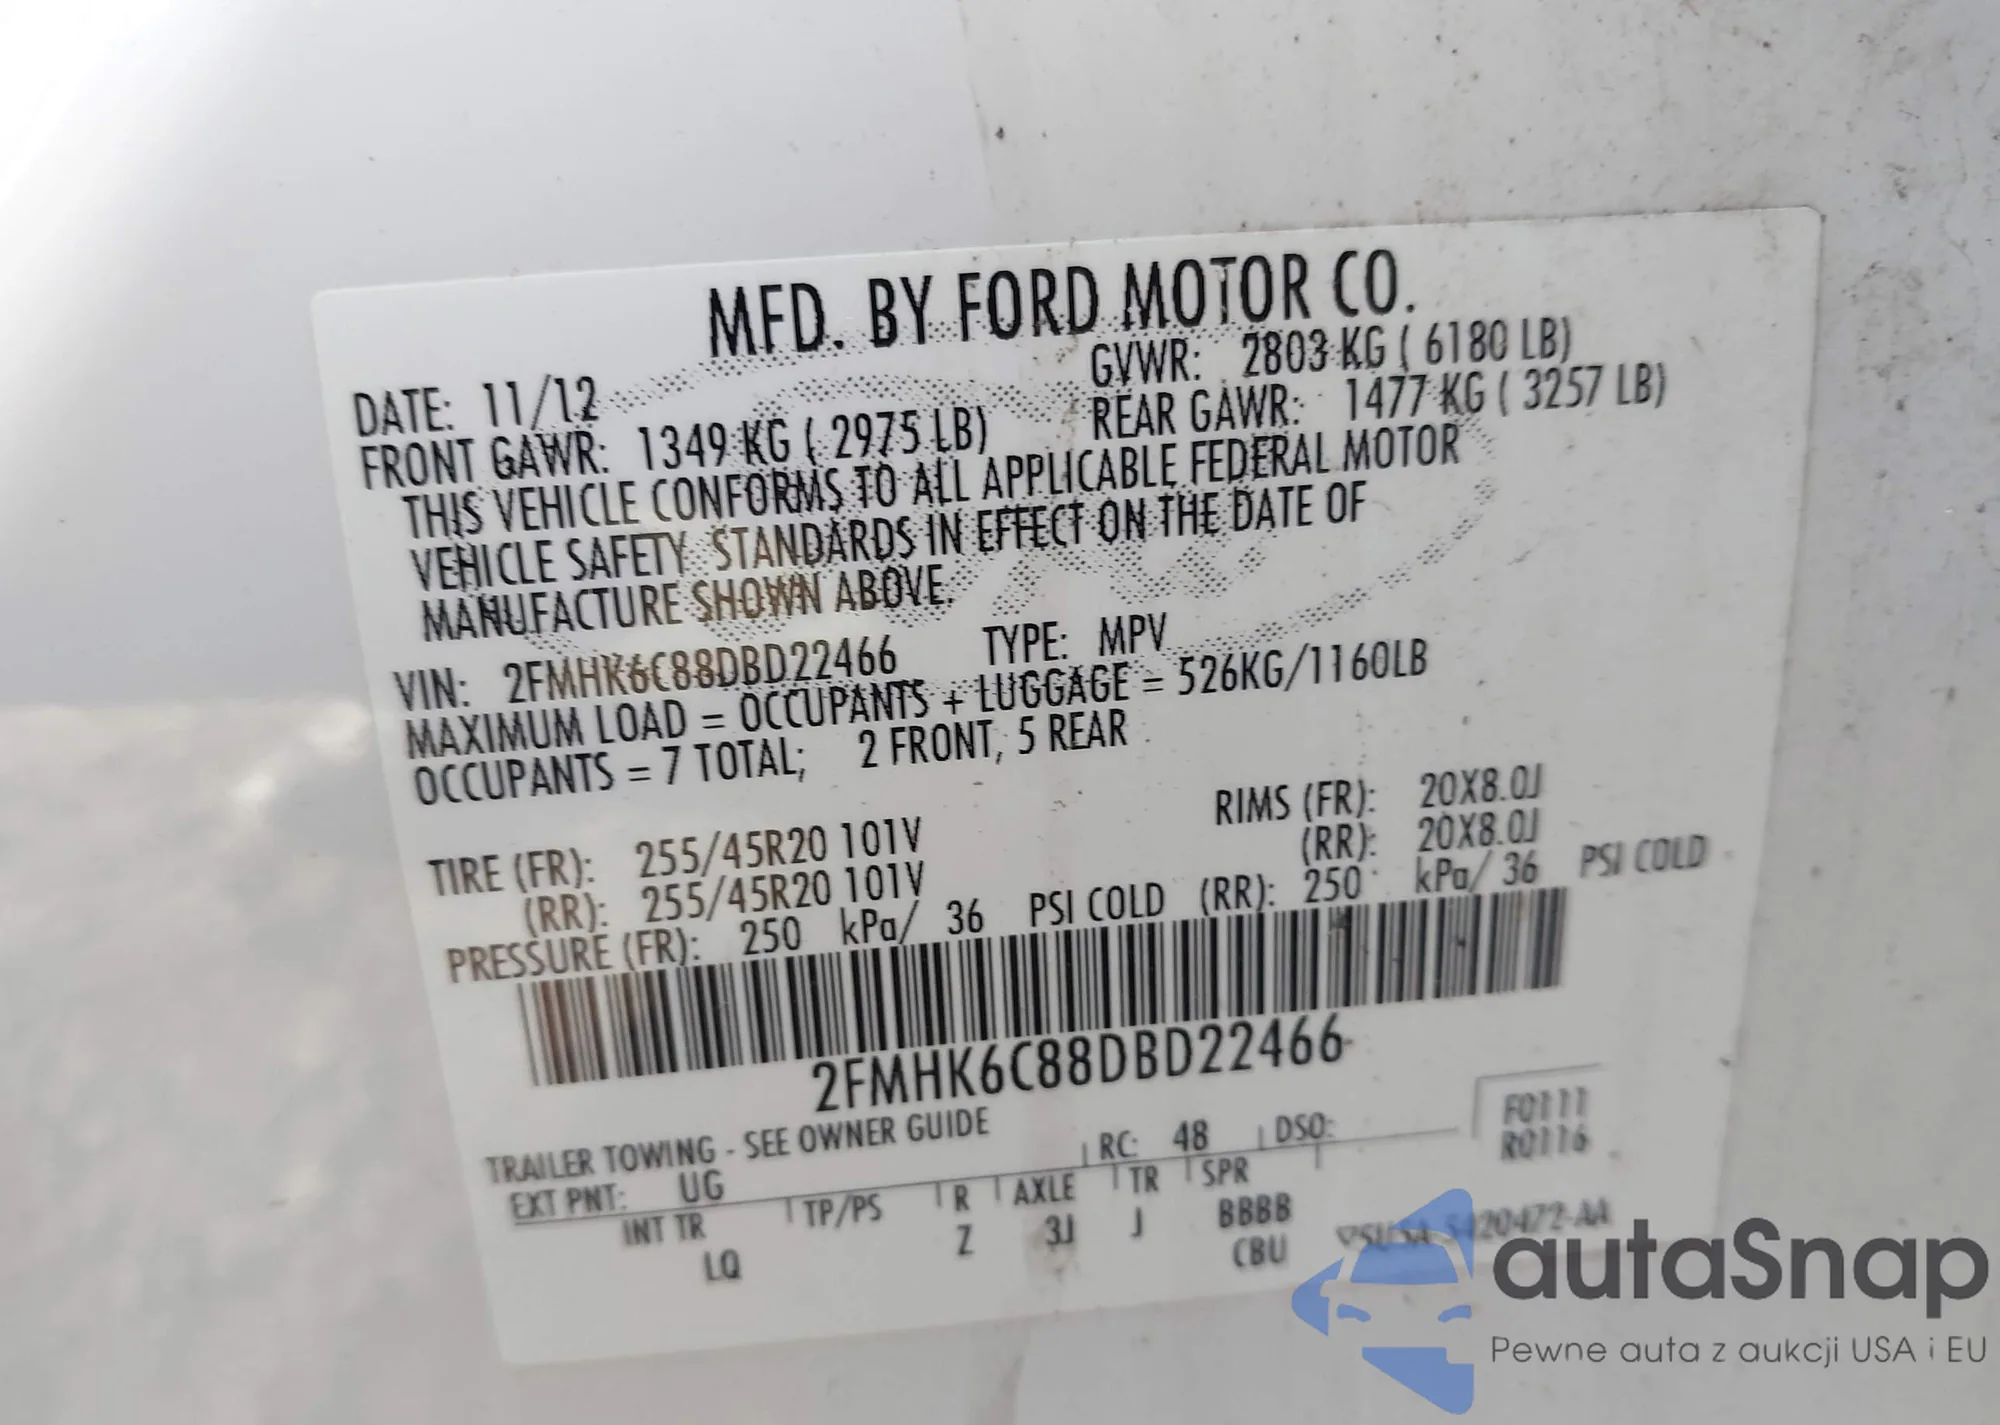 MFD. BY FORD MOTOR CO.
DATE: 11/12 GVWR: 2803 KG ( 6180 LB)
FRONT GAWR: 1349 KG ( 2975 LB) REAR GAWR: 1477 KG ( 3257 LB)
THIS VEHICLE CONFORMS TO ALL APPLICABLE FEDERAL MOTOR
VEHICLE SAFETY STANDARDS IN EFFECT ON THE DATE OF
MANUFACTURE SHOWN ABOVE.
VIN: 2FMHK6C88DBD22466 TYPE: MPV
MAXIMUM LOAD = OCCUPANTS + LUGGAGE = 526KG/1160LB
OCCUPANTS = 7 TOTAL; 2 FRONT, 5 REAR
TIRE (FR): 255/45R20 101V RIMS (FR): 20X8.0J
(RR): 255/45R20 101V (RR): 20X8.0J
PRESSURE (FR): 250 kPa/ 36 PSI COLD (RR): 250 kPa/ 36 PSI COLD
2FMHK6C88DBD22466
TRAILER TOWING - SEE OWNER GUIDE
F0111
R0116
EXT PNT: UG RC: 48 DSO:
INT TR TP/PS R AXLE TR SPR
LQ Z 3J J BBBB
CBU
5420472-AA
autaSnap
Pewne auta z aukcji USA i EU